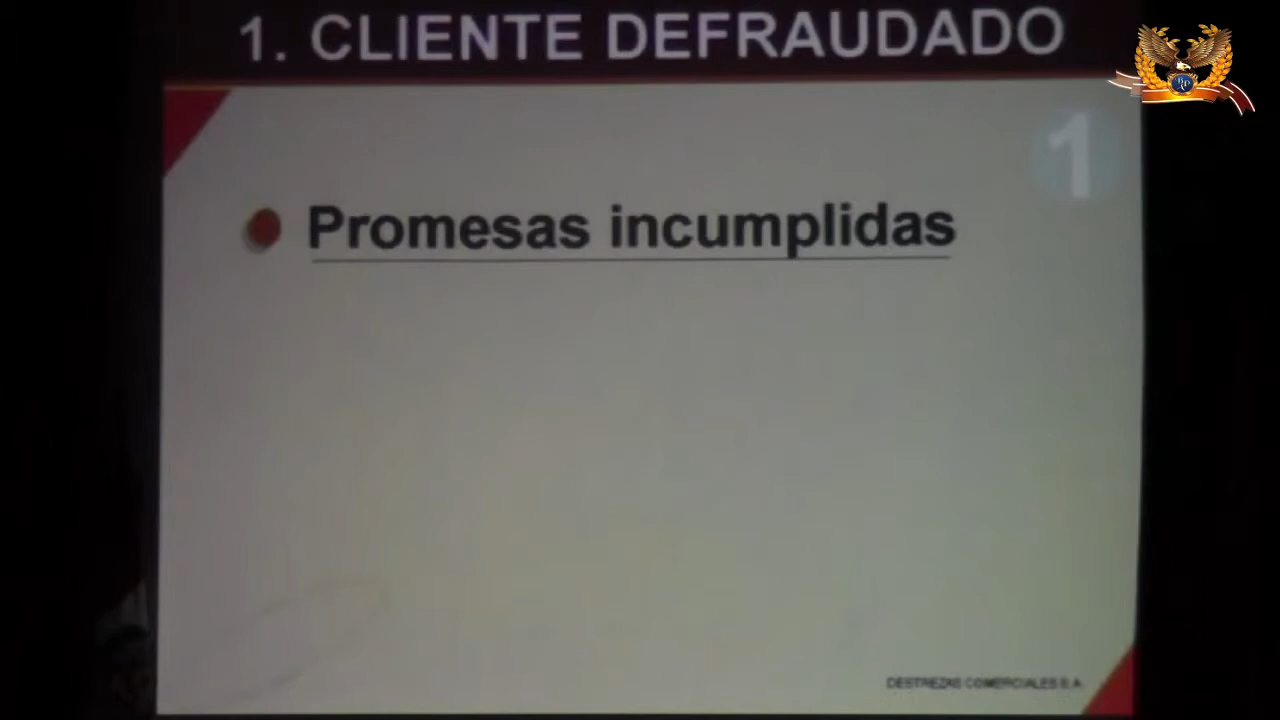 1. CLIENTE DEFRAUDADO
1
Promesas incumplidas
DESTREZAS COMERCIALES S.A.